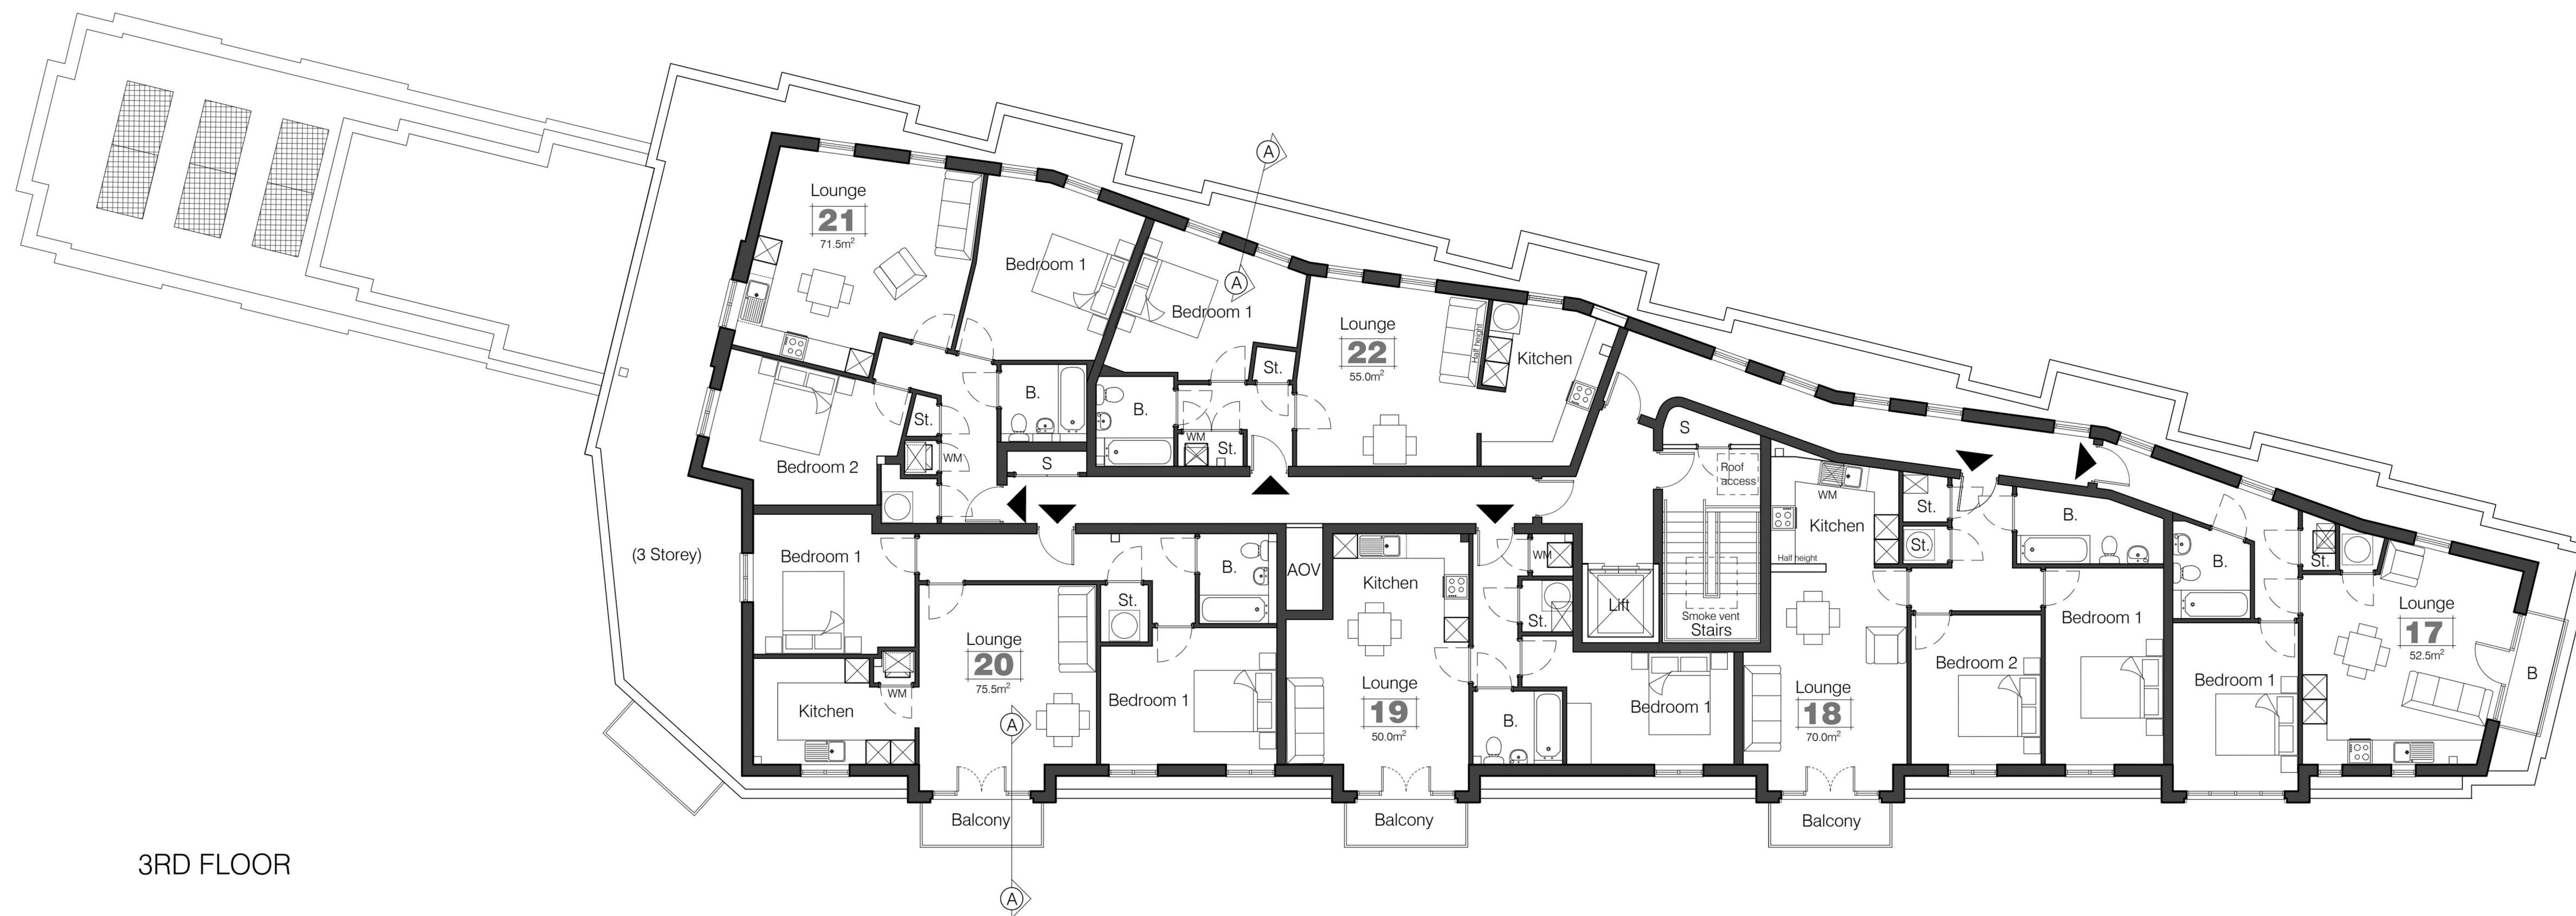 A
Lounge
21
71.5m²
Bedroom 1
A
Bedroom 1
Lounge
22
55.0m²
Half height
Kitchen
St.
B.
B.
St.
WM
St.
WM
Bedroom 2
S
S
Roof
access
WM
Kitchen
St.
B.
(3 Storey)
Bedroom 1
B.
AOV
Kitchen
WM
Half height
St.
B.
St.
St.
St.
Lift
Smoke vent
Stairs
Bedroom 1
Lounge
17
52.5m²
B
Lounge
20
75.5m²
Bedroom 2
WM
Kitchen
Bedroom 1
Lounge
19
50.0m²
B.
Bedroom 1
Lounge
18
70.0m²
Bedroom 1
A
Balcony
Balcony
Balcony
3RD FLOOR
A